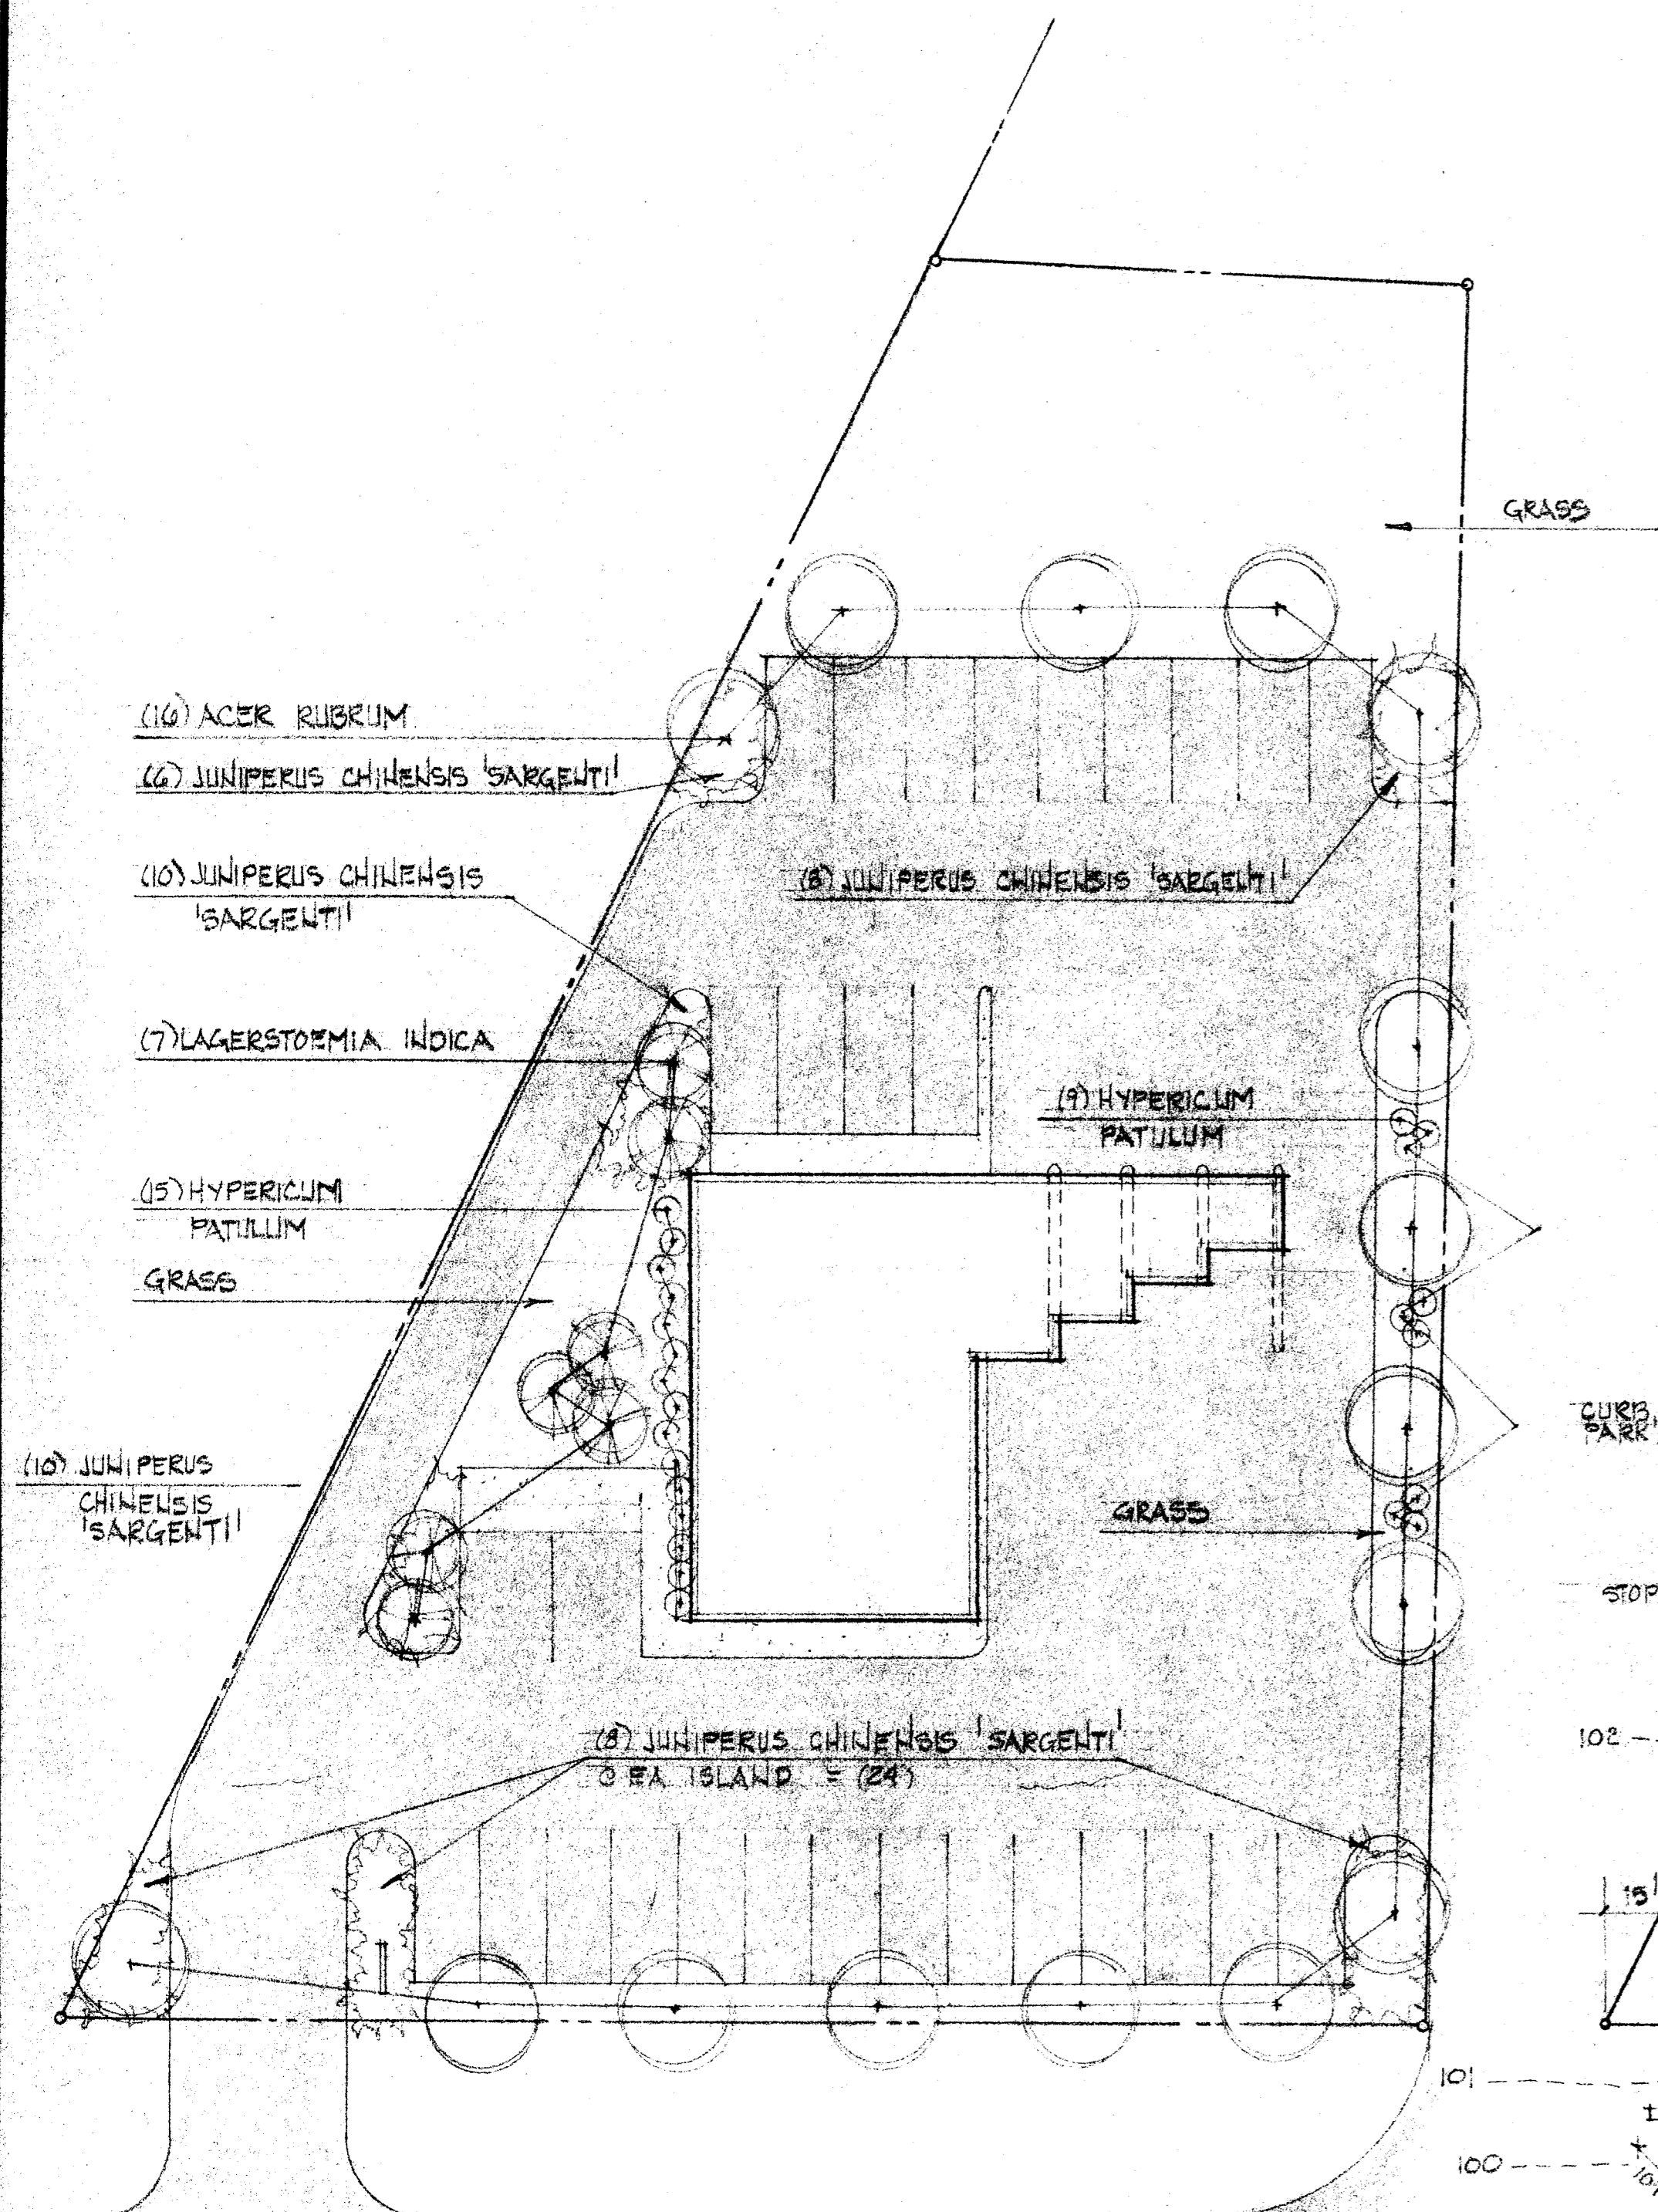 GRASS
(16) ACER RUBRUM
(6) JUNIPERUS CHINENSIS 'SARGENTI'
(10) JUNIPERUS CHINENSIS
'SARGENTI'
(8) JUNIPERUS CHINENSIS 'SARGENTI'
(7) LAGERSTOEMIA INDICA
(9) HYPERICUM
PATULUM
(15) HYPERICUM
PATULUM
GRASS
CURB
PARK
(10) JUNIPERUS
CHINENSIS
'SARGENTI'
GRASS
STOP
(8) JUNIPERUS CHINENSIS 'SARGENTI'
@ EA ISLAND = (24)
102
15'
101
100